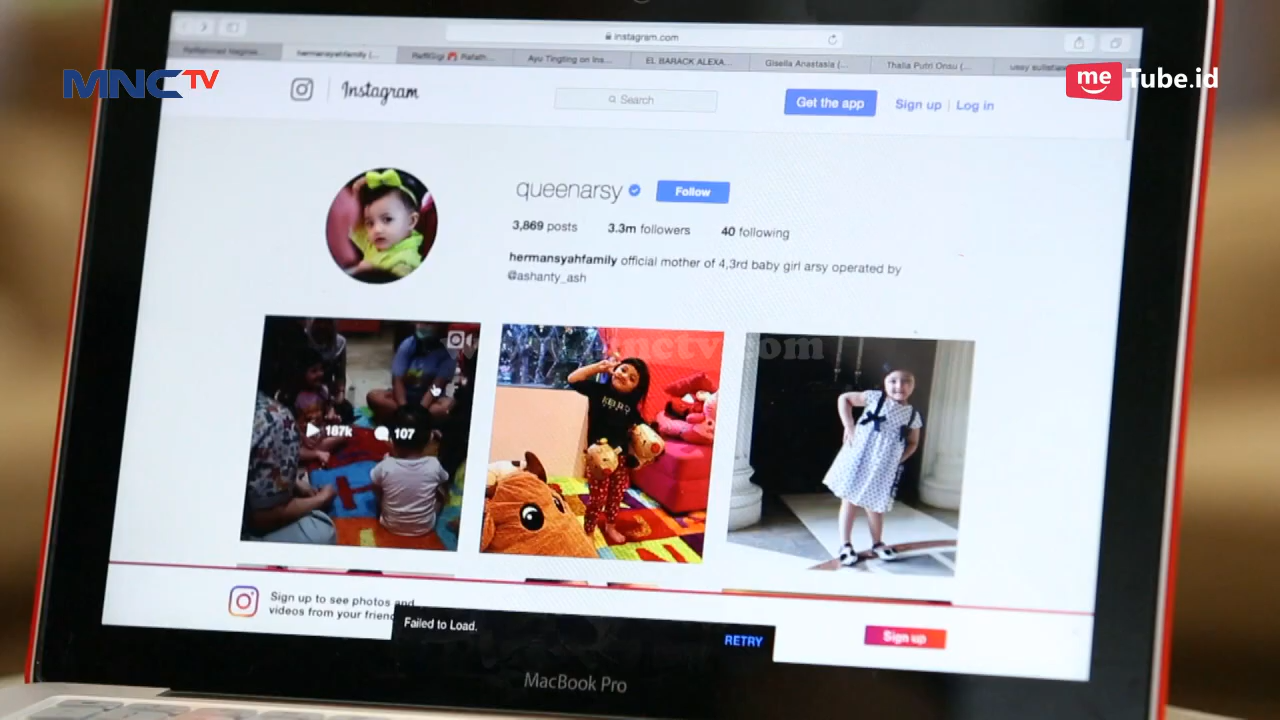 instagram.com
hermansyahfamily (...
Ayu Tingting on Ins...
EL BARACK ALEXA...
Gisella Anastasia (...
Thalia Putri Onsu (...
MNCTV
me Tube.id
Instagram
Search
Get the app
Sign up | Log in
queenarsy
Follow
3,869 posts 3.3m followers 40 following
hermansyahfamily official mother of 4,3rd baby girl arsy operated by
@ashanty_ash
187k 107
Sign up to see photos and
videos from your
Failed to Load.
RETRY
Sign up
MacBook Pro